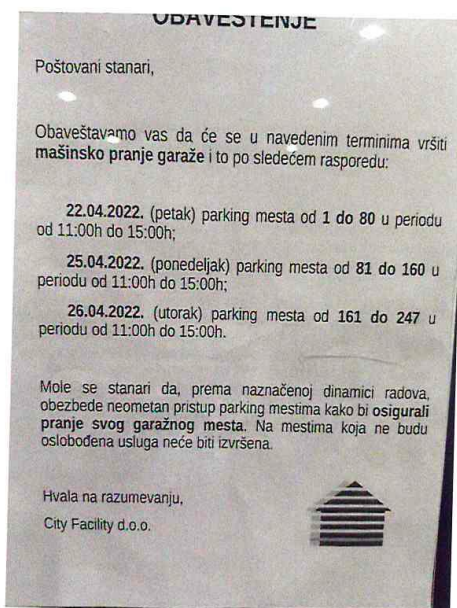 OBAVEŠTENJE
Poštovani stanari,
Obaveštavamo vas da će se u navedenim terminima vršiti
mašinsko pranje garaže i to po sledećem rasporedu:
22.04.2022. (petak) parking mesta od 1 do 80 u periodu
od 11:00h do 15:00h;
25.04.2022. (ponedeljak) parking mesta od 81 do 160 u
periodu od 11:00h do 15:00h;
26.04.2022. (utorak) parking mesta od 161 do 247 u
periodu od 11:00h do 15:00h.
Mole se stanari da, prema naznačenoj dinamici radova,
obezbede neometan pristup parking mestima kako bi osigurali
pranje svog garažnog mesta. Na mestima koja ne budu
oslobođena usluga neće biti izvršena.
Hvala na razumevanju,
City Facility d.o.o.